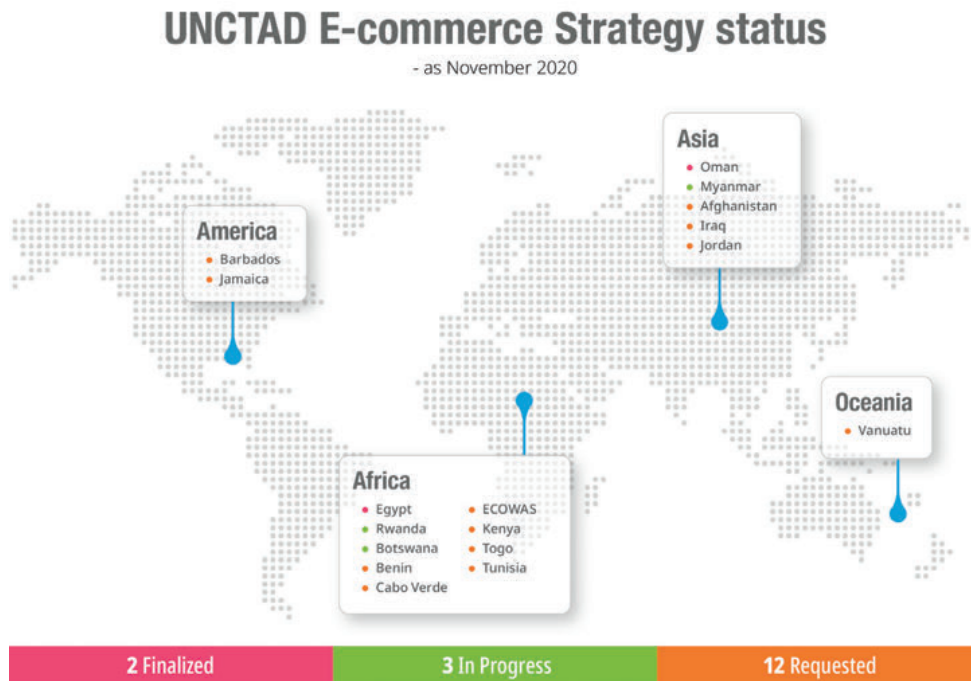 UNCTAD E-commerce Strategy status
- as November 2020
America
Barbados
Jamaica
Asia
Oman
Myanmar
Afghanistan
Iraq
Jordan
Oceania
Vanuatu
Africa
Egypt
Rwanda
Botswana
Benin
Cabo Verde
ECOWAS
Kenya
Togo
Tunisia
2 Finalized
3 In Progress
12 Requested